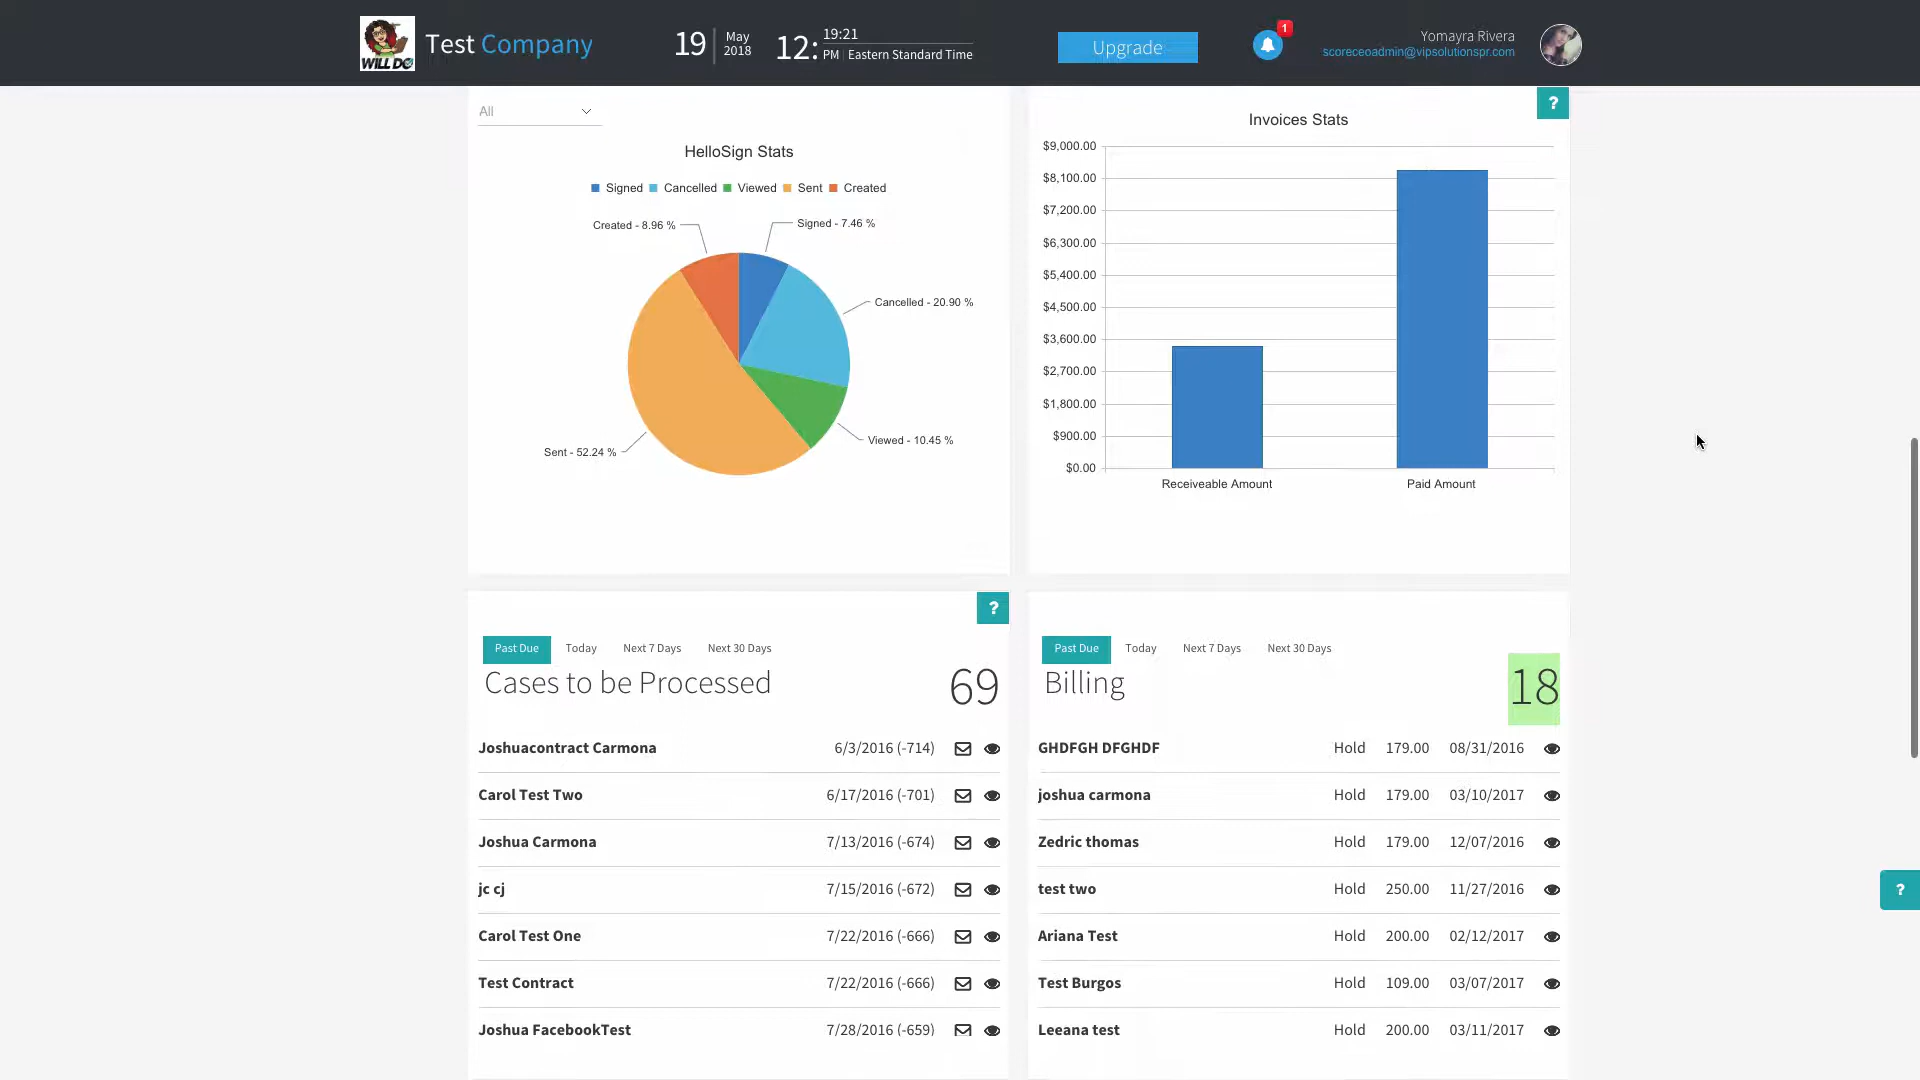 WILL DO
Test Company
19 May 2018
12: 19:21 PM Eastern Standard Time
Upgrade
1
Yomayra Rivera
scoreceoadmin@vipsolutionspr.com
All
HelloSign Stats
Signed Cancelled Viewed Sent Created
Created - 8.96 %
Signed - 7.46 %
Cancelled - 20.90 %
Viewed - 10.45 %
Sent - 52.24 %
?
Invoices Stats
$9,000.00
$8,100.00
$7,200.00
$6,300.00
$5,400.00
$4,500.00
$3,600.00
$2,700.00
$1,800.00
$900.00
$0.00
Receiveable Amount Paid Amount
?
Past Due Today Next 7 Days Next 30 Days
Cases to be Processed 69
Joshuacontract Carmona 6/3/2016 (-714)
Carol Test Two 6/17/2016 (-701)
Joshua Carmona 7/13/2016 (-674)
jc cj 7/15/2016 (-672)
Carol Test One 7/22/2016 (-666)
Test Contract 7/22/2016 (-666)
Joshua FacebookTest 7/28/2016 (-659)
Past Due Today Next 7 Days Next 30 Days
Billing 18
GHDFGH DFGHDF Hold 179.00 08/31/2016
joshua carmona Hold 179.00 03/10/2017
Zedric thomas Hold 179.00 12/07/2016
test two Hold 250.00 11/27/2016
Ariana Test Hold 200.00 02/12/2017
Test Burgos Hold 109.00 03/07/2017
Leeana test Hold 200.00 03/11/2017
?